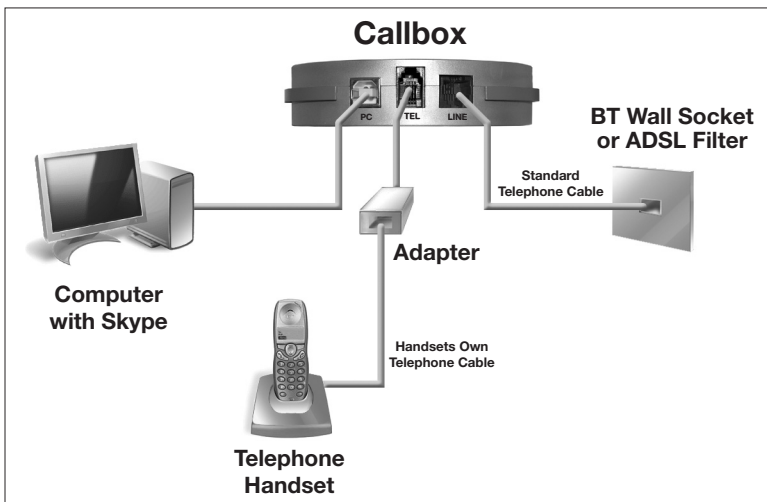 Callbox
PC
TEL
LINE
BT Wall Socket
or ADSL Filter
Standard
Telephone Cable
Adapter
Computer
with Skype
Handsets Own
Telephone Cable
Telephone
Handset